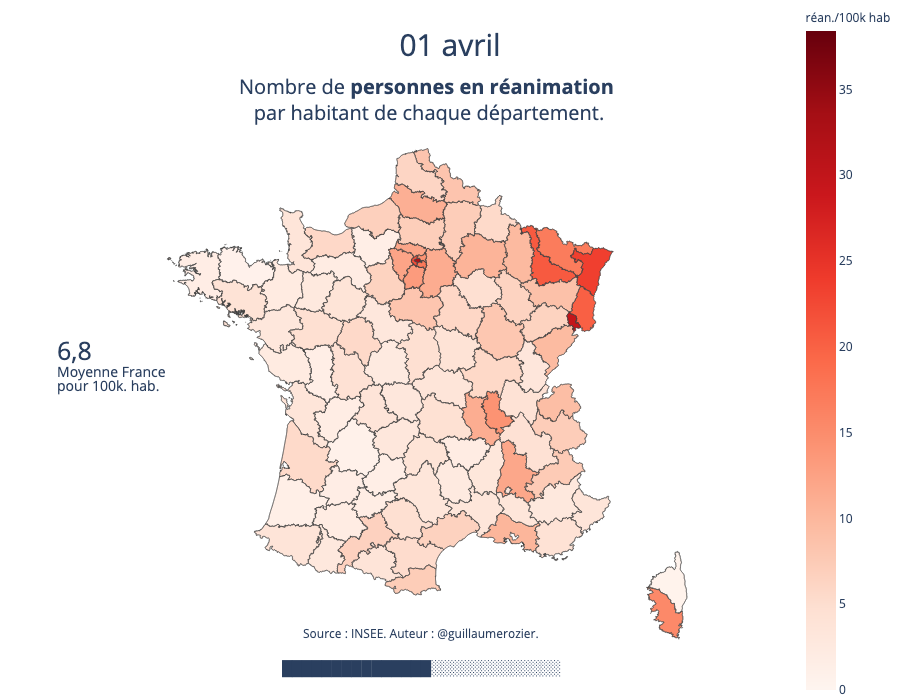 réan./100k hab
01 avril
Nombre de personnes en réanimation
par habitant de chaque département.
35
30
25
20
15
10
5
0
6,8
Moyenne France
pour 100k. hab.
Source : INSEE. Auteur : @guillaumerozier.